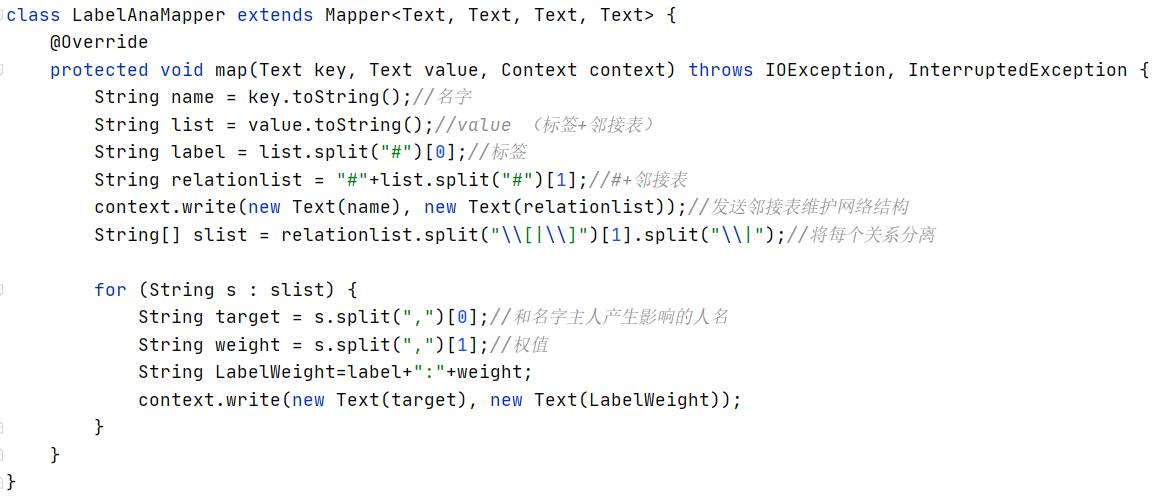 class LabelAnaMapper extends Mapper<Text, Text, Text, Text> {
    @Override
    protected void map(Text key, Text value, Context context) throws IOException, InterruptedException {
        String name = key.toString();//名字
        String list = value.toString();//value （标签+邻接表）
        String label = list.split("#")[0];//标签
        String relationlist = "#"+list.split("#")[1];//#+邻接表
        context.write(new Text(name), new Text(relationlist));//发送邻接表维护网络结构
        String[] slist = relationlist.split("\\[|\\]")[1].split("\\|");//将每个关系分离
        for (String s : slist) {
            String target = s.split(",")[0];//和名字主人产生影响的人名
            String weight = s.split(",")[1];//权值
            String LabelWeight=label+":"+weight;
            context.write(new Text(target), new Text(LabelWeight));
        }
    }
}